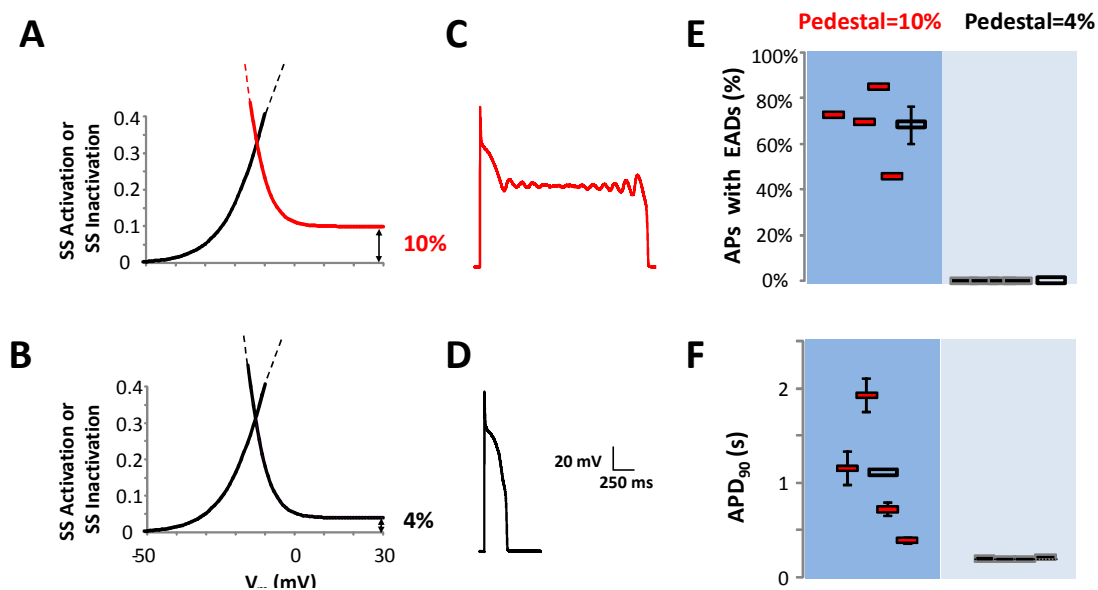 Pedestal=10% Pedestal=4%
A
C
E
SS Activation or
SS Inactivation
0.4
0.3
0.2
0.1
0
10%
APs with EADs (%)
100%
80%
60%
40%
20%
0%
B
D
F
SS Activation or
SS Inactivation
0.4
0.3
0.2
0.1
0
4%
-50 0 30
(mV)
20 mV
250 ms
APD90 (s)
2
1
0